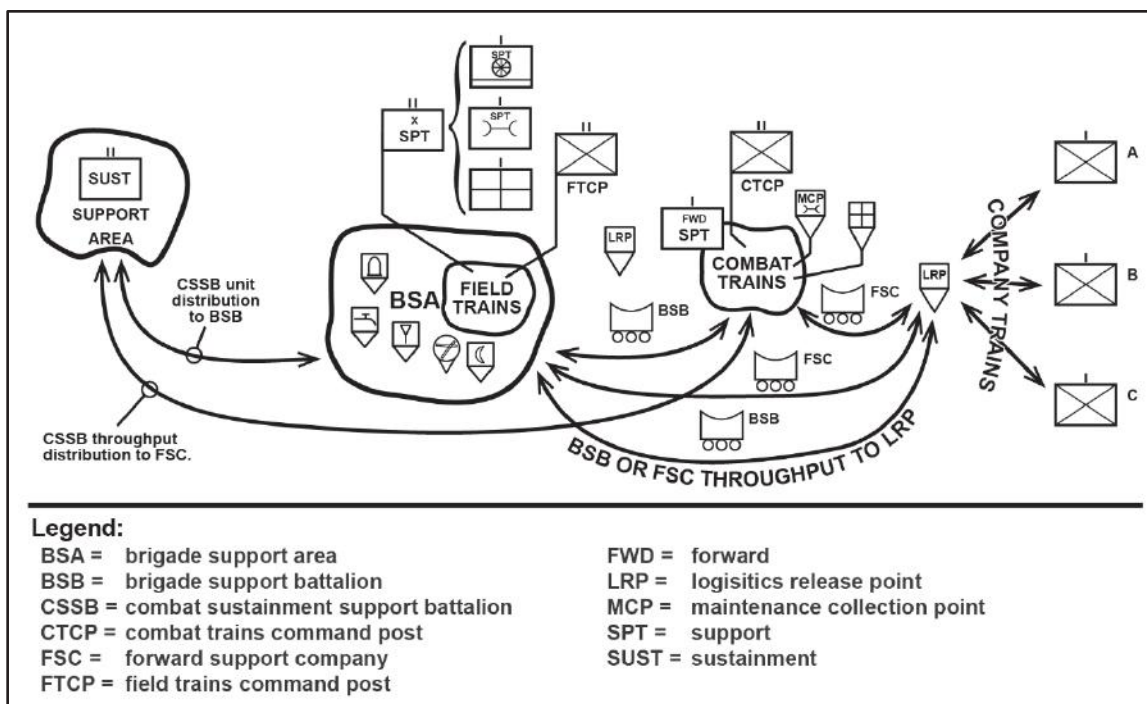 SPT
SPT
X
SPT
FTCP
CTCP
SUST
SUPPORT
AREA
MCP
FWD
SPT
LRP
COMBAT
TRAINS
LRP
A
B
C
COMPANY TRAINS
CSSB unit
distribution
to BSB
BSA
FIELD
TRAINS
BSB
FSC
FSC
BSB
CSSB throughput
distribution to FSC.
BSB OR FSC THROUGHPUT TO LRP
Legend:
BSA = brigade support area
BSB = brigade support battalion
CSSB = combat sustainment support battalion
CTCP = combat trains command post
FSC = forward support company
FTCP = field trains command post
FWD = forward
LRP = logisitics release point
MCP = maintenance collection point
SPT = support
SUST = sustainment